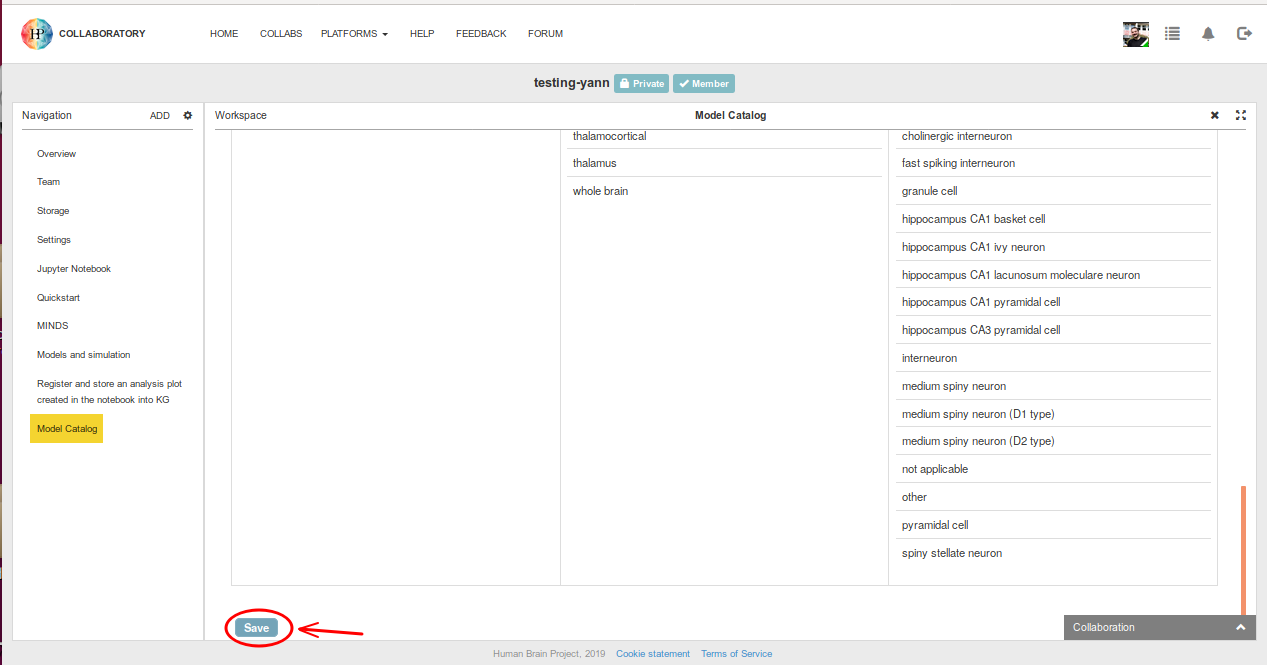 HP COLLABORATORY HOME COLLABS PLATFORMS HELP FEEDBACK FORUM
testing-yann Private Member
Navigation ADD
Overview
Team
Storage
Settings
Jupyter Notebook
Quickstart
MINDS
Models and simulation
Register and store an analysis plot
created in the notebook into KG
Model Catalog
Workspace Model Catalog
thalamocortical
thalamus
whole brain
cholinergic interneuron
fast spiking interneuron
granule cell
hippocampus CA1 basket cell
hippocampus CA1 ivy neuron
hippocampus CA1 lacunosum moleculare neuron
hippocampus CA1 pyramidal cell
hippocampus CA3 pyramidal cell
interneuron
medium spiny neuron
medium spiny neuron (D1 type)
medium spiny neuron (D2 type)
not applicable
other
pyramidal cell
spiny stellate neuron
Save
Collaboration
Human Brain Project, 2019 Cookie statement Terms of Service